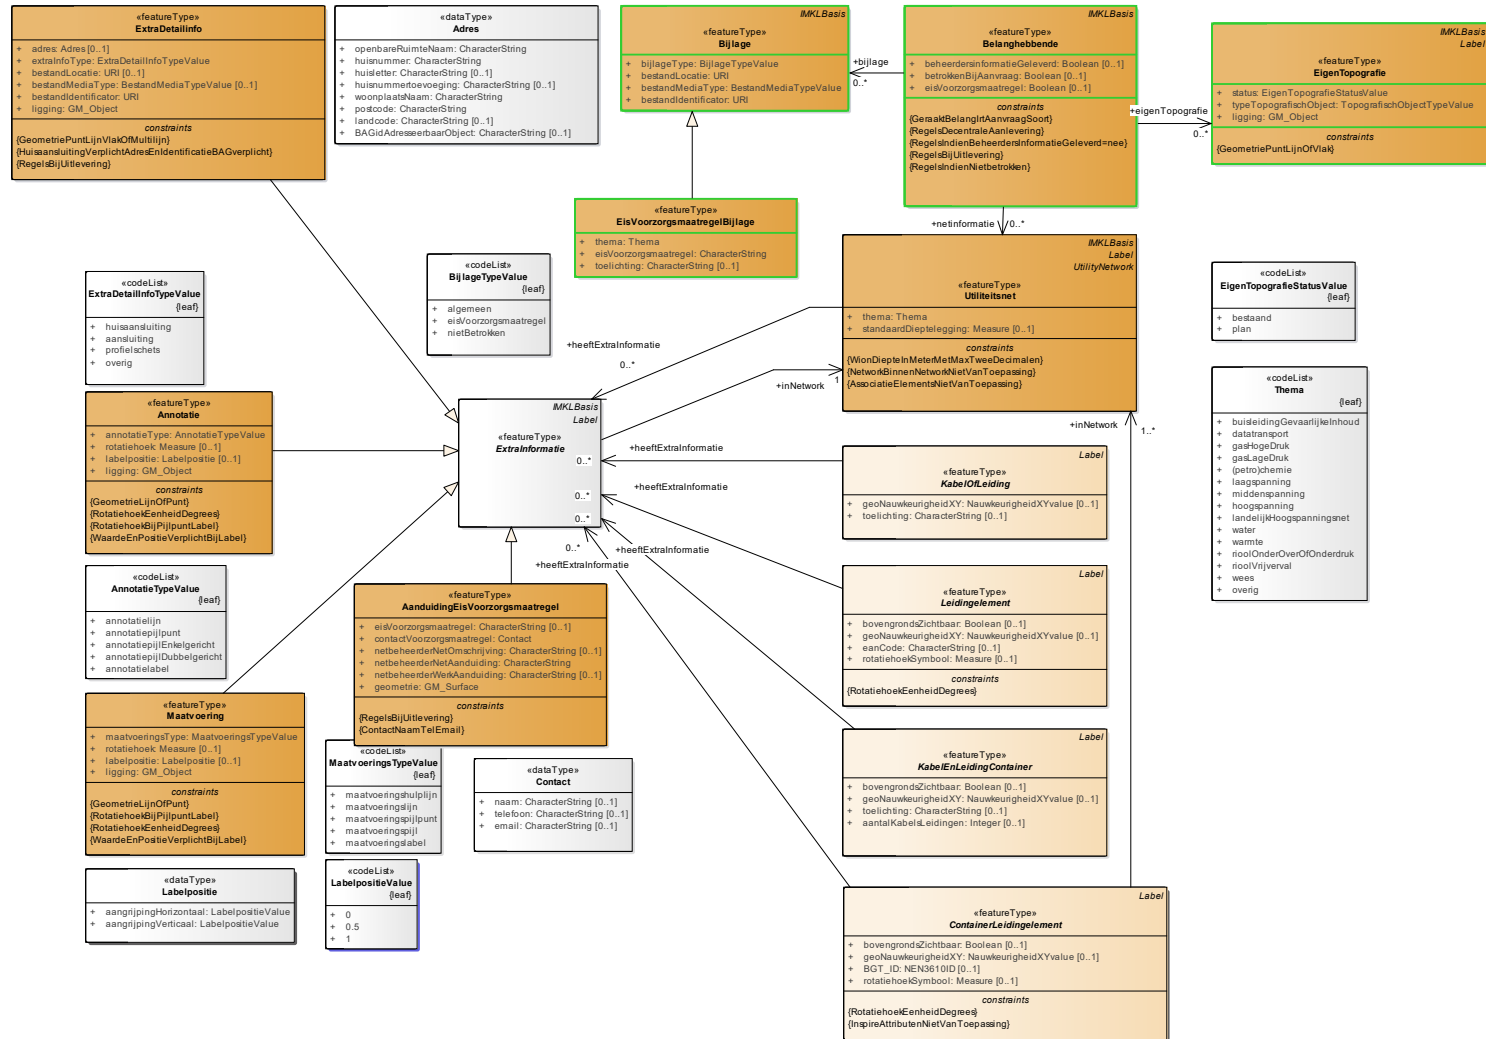 «featureType»
ExtraDetailinfo
+ adres: Adres [0..1]
+ extraInfoType: ExtraDetailInfoTypeValue
+ bestandLocatie: URI [0..1]
+ bestandMediaType: BestandMediaTypeValue [0..1]
+ bestandIdentificator: URI
+ ligging: GM_Object
constraints
{GeometriePuntLijnVlakOfMultilijn}
{HuisaansluitingVerplichtAdresEnIdentificatieBAGverplicht}
{RegelsBijUitlevering}
«dataType»
Adres
+ openbareRuimteNaam: CharacterString
+ huisnummer: CharacterString
+ huisletter: CharacterString [0..1]
+ huisnummertoevoeging: CharacterString [0..1]
+ woonplaatsNaam: CharacterString
+ postcode: CharacterString [0..1]
+ landcode: CharacterString [0..1]
+ BAGidAdresseerbaarObject: CharacterString [0..1]
IMKLBasis
«featureType»
Bijlage
+ bijlageType: BijlageTypeValue
+ bestandLocatie: URI
+ bestandMediaType: BestandMediaTypeValue
+ bestandIdentificator: URI
+bijlage
0..*
IMKLBasis
«featureType»
Belanghebbende
+ beheerdersinformatieGeleverd: Boolean [0..1]
+ betrokkenBijAanvraag: Boolean [0..1]
+ eisVoorzorgsmaatregel: Boolean [0..1]
constraints
{GeraaktBelangIrtAanvraagSoort}
{RegelsDecentraleAanlevering}
{RegelsIndienBeheerdersInformatieGeleverd=nee}
{RegelsBijUitlevering}
{RegelsIndienNietbetrokken}
+eigenTopografie
0..*
IMKLBasis
Label
«featureType»
EigenTopografie
+ status: EigenTopografieStatusValue
+ typeTopografischObject: TopografischObjectTypeValue
+ ligging: GM_Object
constraints
{GeometriePuntLijnOfVlak}
«featureType»
EisVoorzorgsmaatregelBijlage
+ thema: Thema
+ eisVoorzorgsmaatregel: CharacterString
+ toelichting: CharacterString [0..1]
+netinformatie
0..*
IMKLBasis
Label
UtilityNetwork
«featureType»
Utiliteitsnet
+ thema: Thema
+ standaardDieptelegging: Measure [0..1]
constraints
{WionDiepteInMeterMetMaxTweeDecimalen}
{NetworkBinnenNetworkNietVanToepassing}
{AssociatieElementsNietVanToepassing}
«codeList»
ExtraDetailInfoTypeValue
{leaf}
+ huisaansluiting
+ aansluiting
+ profielschets
+ overig
«codeList»
BijlageTypeValue
{leaf}
+ algemeen
+ eisVoorzorgsmaatregel
+ nietBetrokken
«codeList»
EigenTopografieStatusValue
{leaf}
+ bestaand
+ plan
+heeftExtraInformatie
0..*
+inNetwork
1
«codeList»
Thema
{leaf}
+ buisleidingGevaarlijkeInhoud
+ datatransport
+ gasHogeDruk
+ gasLageDruk
+ (petro)chemie
+ laagspanning
+ middenspanning
+ hoogspanning
+ landelijkHoogspanningsnet
+ water
+ warmte
+ rioolOnderOverOfOnderdruk
+ rioolVrijverval
+ wees
+ overig
«featureType»
Annotatie
+ annotatieType: AnnotatieTypeValue
+ rotatiehoek: Measure [0..1]
+ labelpositie: Labelpositie [0..1]
+ ligging: GM_Object
constraints
{GeometrieLijnOfPunt}
{RotatiehoekEenheidDegrees}
{RotatiehoekBijPijlpuntLabel}
{WaardeEnPostieVerplichtBijLabel}
IMKLBasis
Label
«featureType»
ExtraInformatie
0..*
0..*
0..*
0..*
+heeftExtraInformatie
+heeftExtraInformatie
+heeftExtraInformatie
+heeftExtraInformatie
+inNetwork
1..*
Label
«featureType»
KabelOfLeiding
+ geoNauwkeurigheidXY: NauwkeurigheidXYvalue [0..1]
+ toelichting: CharacterString [0..1]
«codeList»
AnnotatieTypeValue
{leaf}
+ annotatielijn
+ annotatiepijlpunt
+ annotatiepijlEnkelgericht
+ annotatiepijlDubbelgericht
+ annotatielabel
«featureType»
AanduidingEisVoorzorgsmaatregel
+ eisVoorzorgsmaatregel: CharacterString [0..1]
+ contactVoorzorgsmaatregel: Contact
+ netbeheerderNetOmschrijving: CharacterString [0..1]
+ netbeheerderNetAanduiding: CharacterString
+ netbeheerderWerkAanduiding: CharacterString [0..1]
+ geometrie: GM_Surface
constraints
{RegelsBijUitlevering}
{ContactNaamTelEmail}
Label
«featureType»
Leidingelement
+ bovengrondsZichtbaar: Boolean [0..1]
+ geoNauwkeurigheidXY: NauwkeurigheidXYvalue [0..1]
+ eanCode: CharacterString [0..1]
+ rotatiehoekSymbool: Measure [0..1]
constraints
{RotatiehoekEenheidDegrees}
«featureType»
Maatvoering
+ maatvoeringsType: MaatvoeringsTypeValue
+ rotatiehoek: Measure [0..1]
+ labelpositie: Labelpositie [0..1]
+ ligging: GM_Object
constraints
{GeometrieLijnOfPunt}
{RotatiehoekBijPijlpuntLabel}
{RotatiehoekEenheidDegrees}
{WaardeEnPostieVerplichtBijLabel}
«codeList»
MaatvoeringsTypeValue
{leaf}
+ maatvoeringshulplijn
+ maatvoeringslijn
+ maatvoeringspijlpunt
+ maatvoeringspijl
+ maatvoeringslabel
«dataType»
Contact
+ naam: CharacterString [0..1]
+ telefoon: CharacterString [0..1]
+ email: CharacterString [0..1]
Label
«featureType»
KabelEnLeidingContainer
+ bovengrondsZichtbaar: Boolean [0..1]
+ geoNauwkeurigheidXY: NauwkeurigheidXYvalue [0..1]
+ toelichting: CharacterString [0..1]
+ aantalKabelsLeidingen: Integer [0..1]
«dataType»
Labelpositie
+ aangrijpingHorizontaal: LabelpositieValue
+ aangrijpingVerticaal: LabelpositieValue
«codeList»
LabelpositieValue
{leaf}
+ 0
+ 0.5
+ 1
Label
«featureType»
ContainerLeidingelement
+ bovengrondsZichtbaar: Boolean [0..1]
+ geoNauwkeurigheidXY: NauwkeurigheidXYvalue [0..1]
+ BGT_ID: NEN3610ID [0..1]
+ rotatiehoekSymbool: Measure [0..1]
constraints
{RotatiehoekEenheidDegrees}
{InspireAttributenNietVanToepassing}